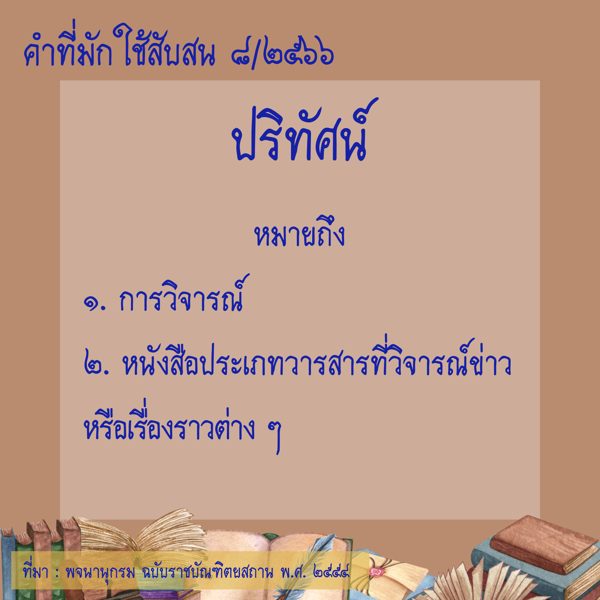 คำที่มักใช้สับสน ๘/๒๕๖๖
ปริทัศน์
หมายถึง
๑. การวิจารณ์
๒. หนังสือประเภทวารสารที่วิจารณ์ข่าว
หรือเรื่องราวต่าง ๆ
ที่มา : พจนานุกรม ฉบับราชบัณฑิตยสถาน พ.ศ. ๒๕๕๔